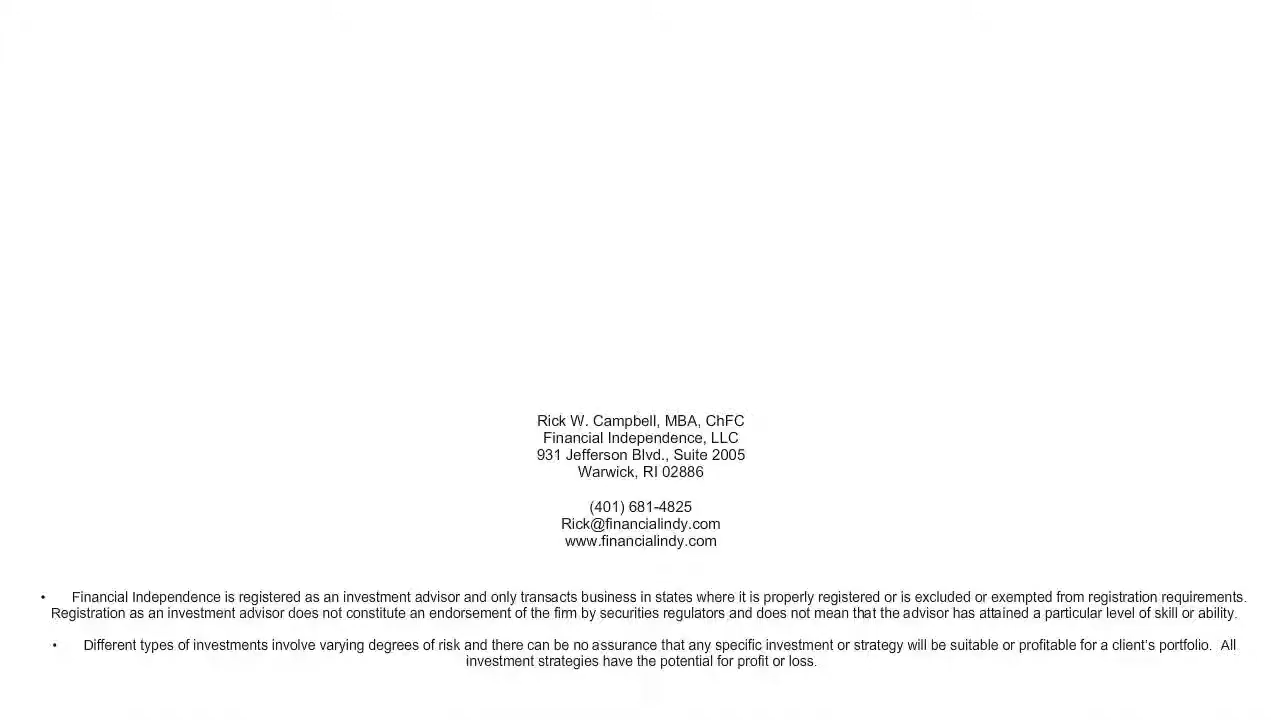 Rick W. Campbell, MBA, ChFC
Financial Independence, LLC
931 Jefferson Blvd., Suite 2005
Warwick, RI 02886
(401) 681-4825
Rick@financialindy.com
www.financialindy.com
• Financial Independence is registered as an investment advisor and only transacts business in states where it is properly registered or is excluded or exempted from registration requirements.
Registration as an investment advisor does not constitute an endorsement of the firm by securities regulators and does not mean that the advisor has attained a particular level of skill or ability.
• Different types of investments involve varying degrees of risk and there can be no assurance that any specific investment or strategy will be suitable or profitable for a client’s portfolio. All
investment strategies have the potential for profit or loss.